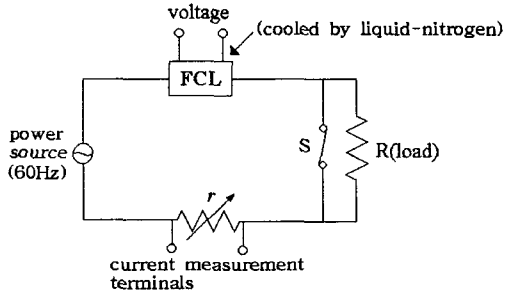 voltage
(cooled by liquid-nitrogen)
FCL
power
source
(60Hz)
S
R(load)
r
current measurement
terminals